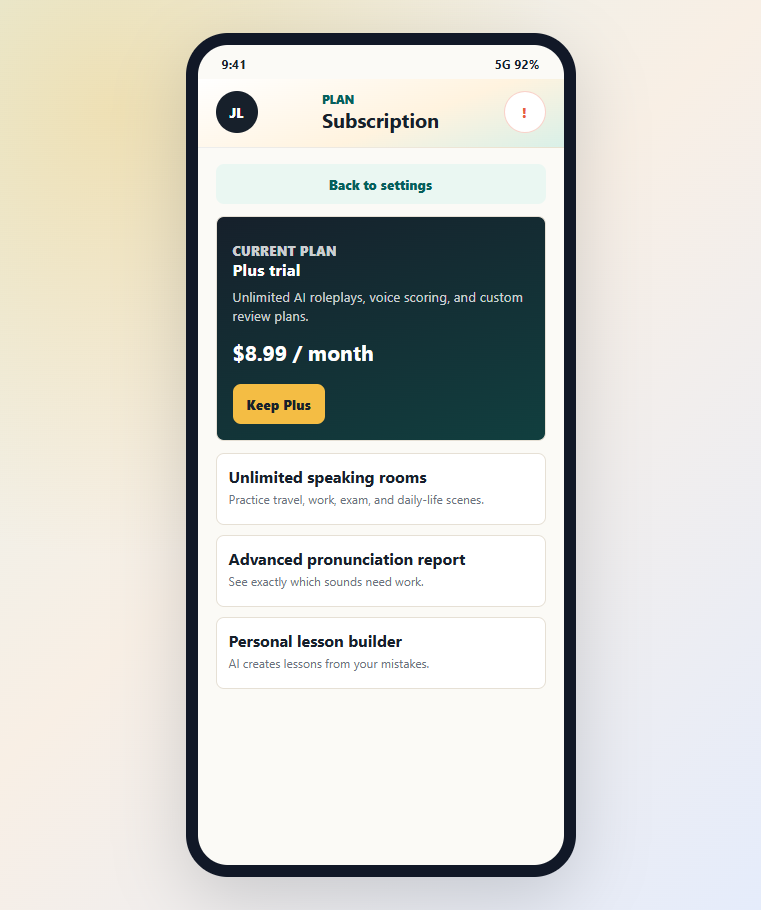 9:41
5G 92%
JL
PLAN
Subscription
!
Back to settings
CURRENT PLAN
Plus trial
Unlimited AI roleplays, voice scoring, and custom
review plans.
$8.99 / month
Keep Plus
Unlimited speaking rooms
Practice travel, work, exam, and daily-life scenes.
Advanced pronunciation report
See exactly which sounds need work.
Personal lesson builder
AI creates lessons from your mistakes.